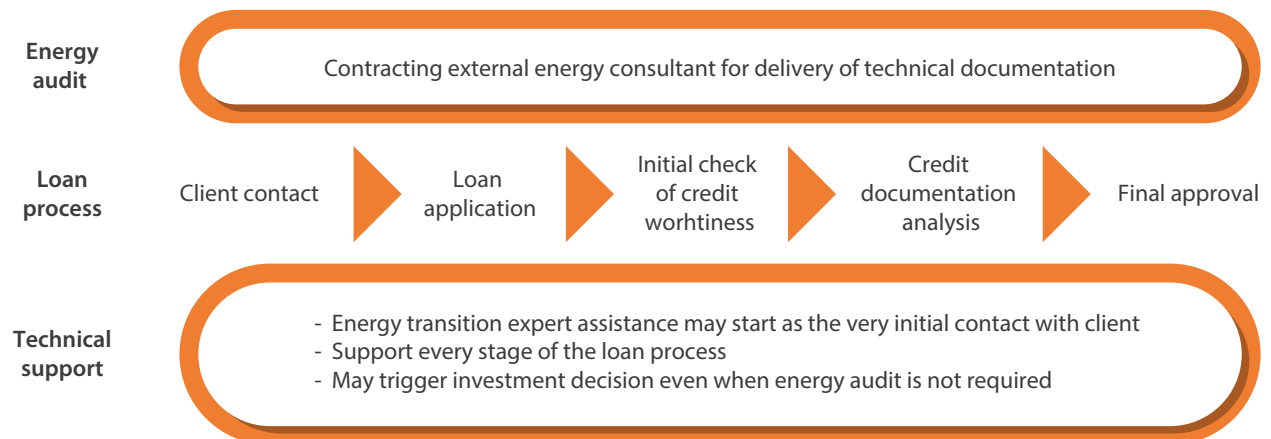 Energy
audit
Contracting external energy consultant for delivery of technical documentation
Loan
process
Client contact
Loan
application
Initial check
of credit
worhtiness
Credit
documentation
analysis
Final approval
Technical
support
- Energy transition expert assistance may start as the very initial contact with client
- Support every stage of the loan process
- May trigger investment decision even when energy audit is not required